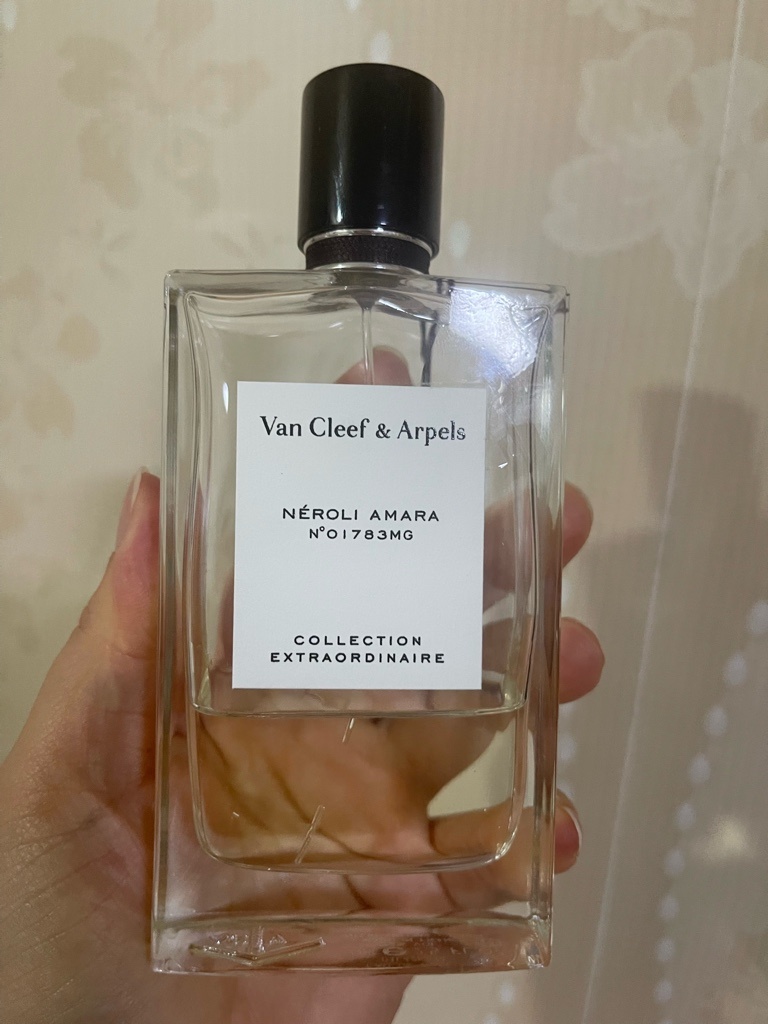 Van Cleef & Arpels
NÉROLI AMARA
N°01783MG
COLLECTION
EXTRAORDINAIRE